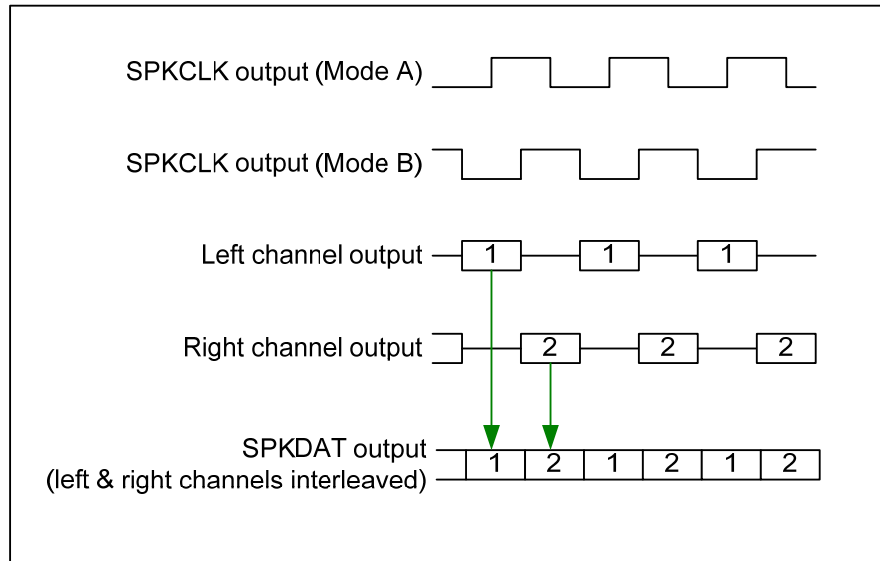 SPKCLK output (Mode A)
SPKCLK output (Mode B)
Left channel output
1 1 1
Right channel output
2 2 2
SPKDAT output
(left & right channels interleaved)
1 2 1 2 1 2